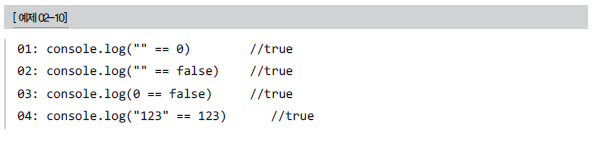 [ 예제 02-10]
01: console.log("" == 0)        //true
02: console.log("" == false)    //true
03: console.log(0 == false)     //true
04: console.log("123" == 123)      //true